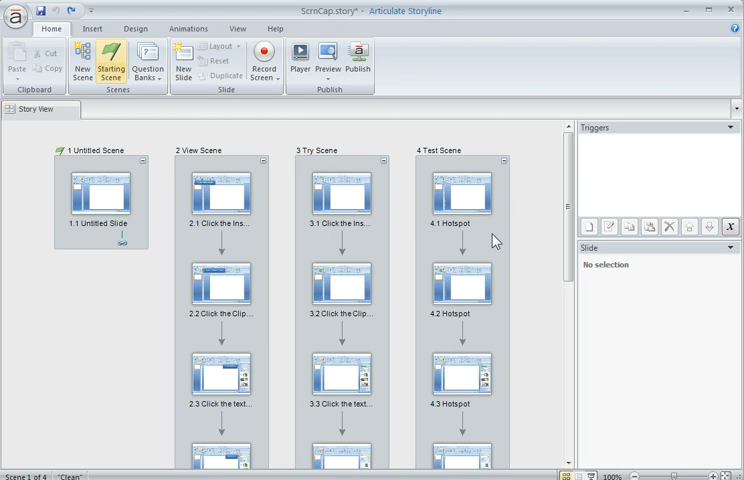 ScrnCap.story* - Articulate Storyline
Home Insert Design Animations View Help
Paste Cut Copy
Clipboard
New Scene Starting Scene Question Banks
Scenes
New Slide Layout Reset Duplicate
Slide
Record Screen
Player Preview Publish
Publish
Story View
1 Untitled Scene
1.1 Untitled Slide
2 View Scene
2.1 Click the Ins...
2.2 Click the Clip...
2.3 Click the text...
3 Try Scene
3.1 Click the Ins...
3.2 Click the Clip...
3.3 Click the text...
4 Test Scene
4.1 Hotspot
4.2 Hotspot
4.3 Hotspot
Triggers
Slide
No selection
Scene 1 of 4 "Clean" 100%